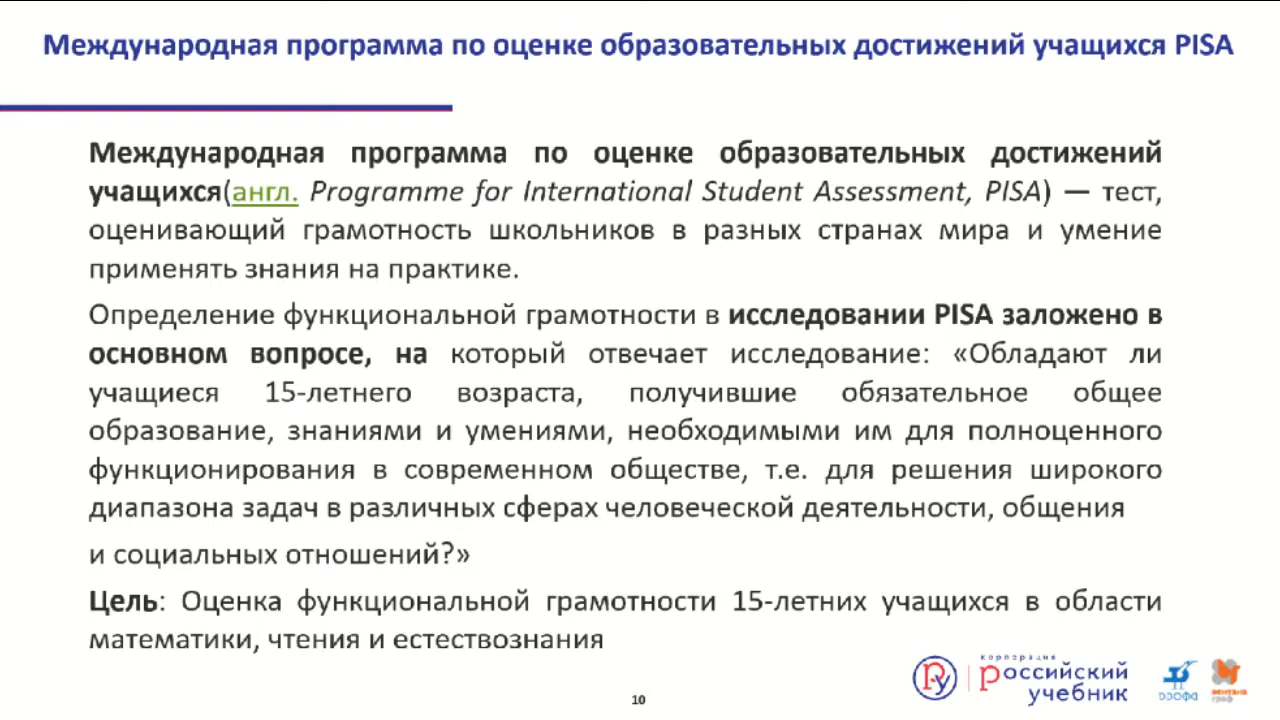 Международная программа по оценке образовательных достижений учащихся PISA
Международная программа по оценке образовательных достижений
учащихся(англ. Programme for International Student Assessment, PISA) — тест,
оценивающий грамотность школьников в разных странах мира и умение
применять знания на практике.
Определение функциональной грамотности в исследовании PISA заложено в
основном вопросе, на который отвечает исследование: «Обладают ли
учащиеся 15-летнего возраста, получившие обязательное общее
образование, знаниями и умениями, необходимыми им для полноценного
функционирования в современном обществе, т.е. для решения широкого
диапазона задач в различных сферах человеческой деятельности, общения
и социальных отношений?»
Цель: Оценка функциональной грамотности 15-летних учащихся в области
математики, чтения и естествознания
корпорация
российский
учебник
Ру
дрофа
вентана
граф
10